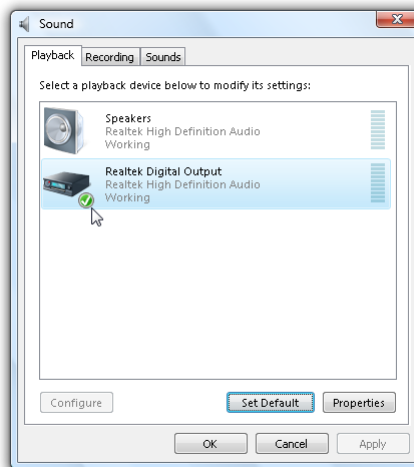 Sound
Playback Recording Sounds
Select a playback device below to modify its settings:
Speakers
Realtek High Definition Audio
Working
Realtek Digital Output
Realtek High Definition Audio
Working
Configure Set Default Properties
OK Cancel Apply